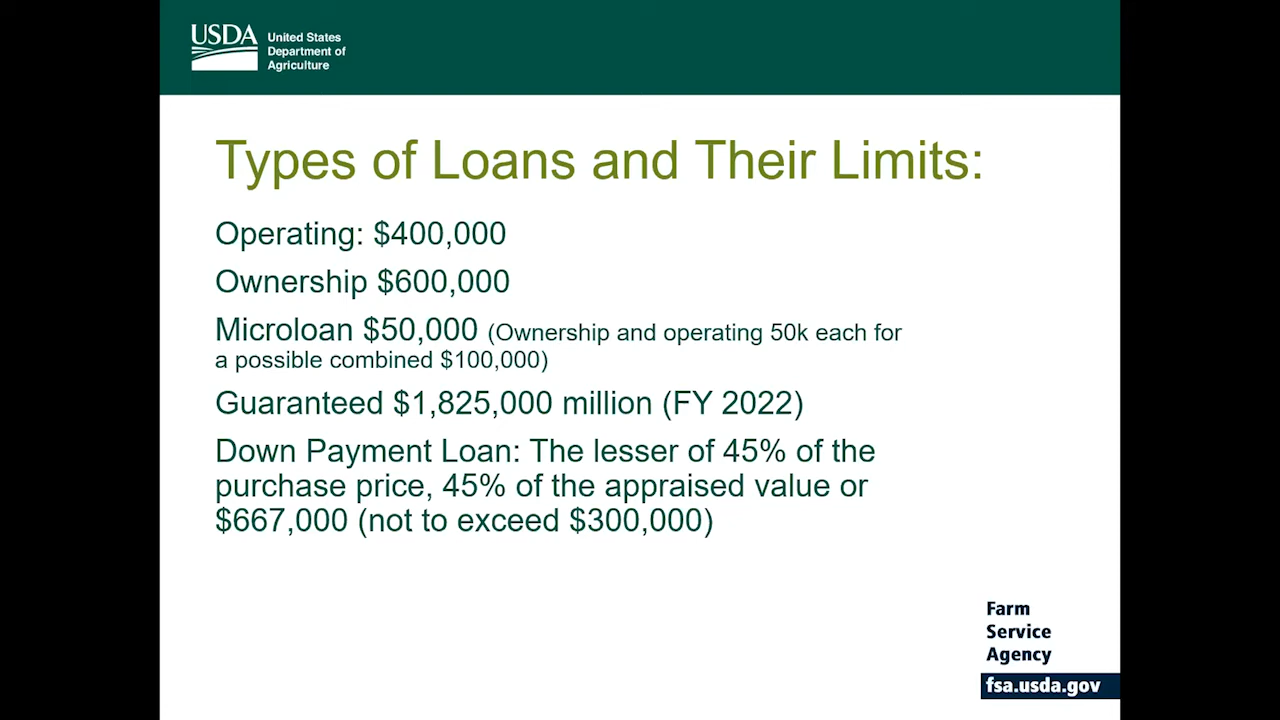 USDA
United States
Department of
Agriculture
Types of Loans and Their Limits:
Operating: $400,000
Ownership $600,000
Microloan $50,000 (Ownership and operating 50k each for
a possible combined $100,000)
Guaranteed $1,825,000 million (FY 2022)
Down Payment Loan: The lesser of 45% of the
purchase price, 45% of the appraised value or
$667,000 (not to exceed $300,000)
Farm
Service
Agency
fsa.usda.gov